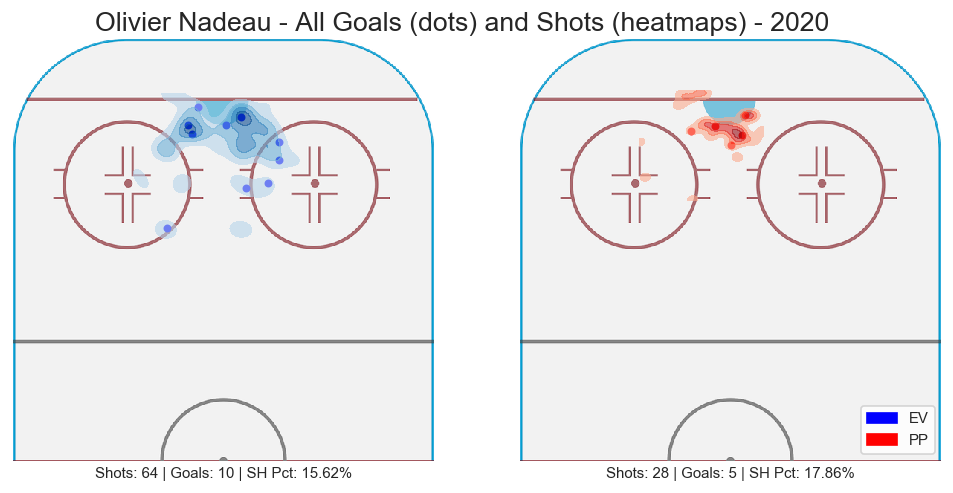 Olivier Nadeau - All Goals (dots) and Shots (heatmaps) - 2020
EV
PP
Shots: 64 | Goals: 10 | SH Pct: 15.62%
Shots: 28 | Goals: 5 | SH Pct: 17.86%